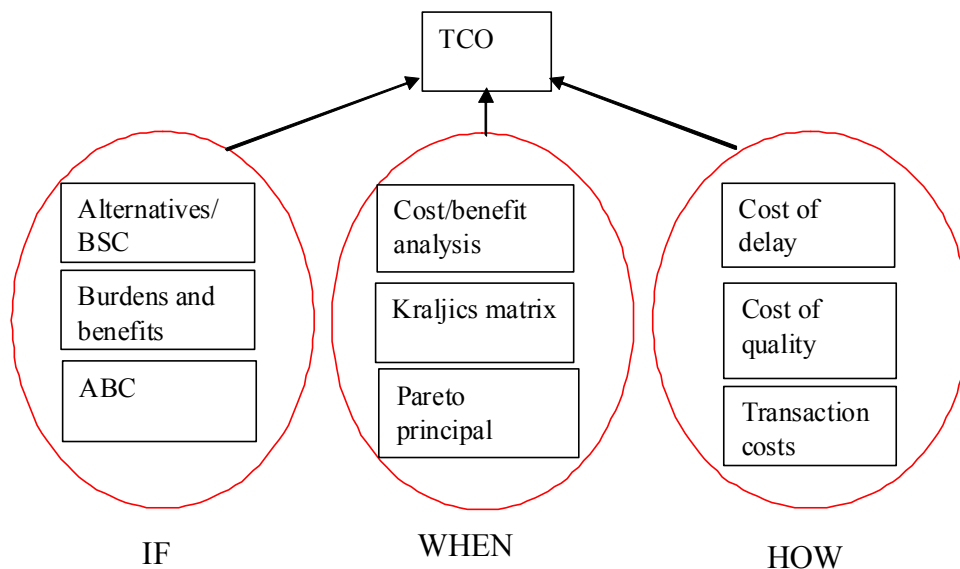 TCO
Alternatives/
BSC
Burdens and
benefits
ABC
IF
Cost/benefit
analysis
Kraljics matrix
Pareto
principal
WHEN
Cost of
delay
Cost of
quality
Transaction
costs
HOW